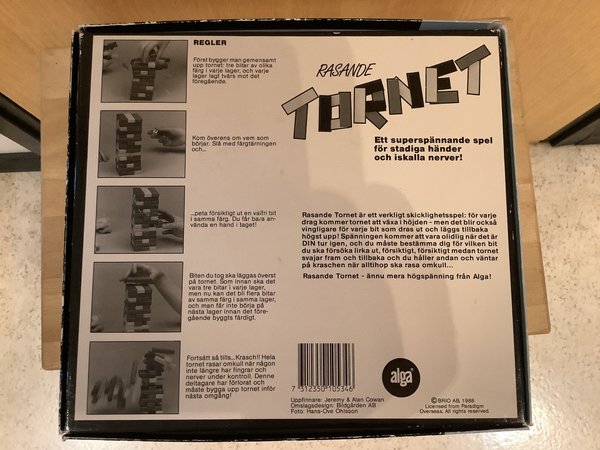 REGLER
Först bygger man gemensamt
upp tornet: tre bitar av olika
färg i varje lager, och varje
lager lagt tvärs mot det
föregående.
Kom överens om vem som
börjar. Slå med färgtärningen
och...
...peta försiktigt ut en valfri bit
i samma färg. Du får bara an-
vända en hand i taget!
Biten du tog ska läggas överst
på tornet. Som innan ska det
vara tre bitar i varje lager,
men nu kan det bli flera bitar
av samma färg i samma lager,
och man får inte börja på
nästa lager innan det före-
gående byggts färdigt.
Fortsätt så tills...Krasch!! Hela
tornet rasar omkull när någon
inte längre har fingrar och
nerver under kontroll. Denne
deltagare har förlorat och
måste bygga upp tornet inför
nästa omgång!
RASANDE
TORNET
Ett superspännande spel
för stadiga händer
och iskalla nerver!
Rasande Tornet är ett verkligt skicklighetsspel: för varje
drag kommer tornet att växa i höjden - men det blir också
vingligare för varje bit som dras ut och läggs tillbaka
högst upp! Spänningen kommer att vara olidlig när det är
DIN tur igen, och du måste bestämma dig för vilken bit
du ska försöka lirka ut, försiktigt, försiktigt medan tornet
svajar fram och tillbaka och du håller andan och väntar
på kraschen när alltihop ska rasa omkull...
Rasande Tornet - ännu mera högspänning från Alga!
7 312350 105346
alga
Uppfinnare: Jeremy & Alan Cowan
Omslagsdesign: Bildgården AB
Foto: Hans-Ove Ohlsson
© BRIO AB, 1988
Licensed from Paradigm
Overseas. All rights reserved.